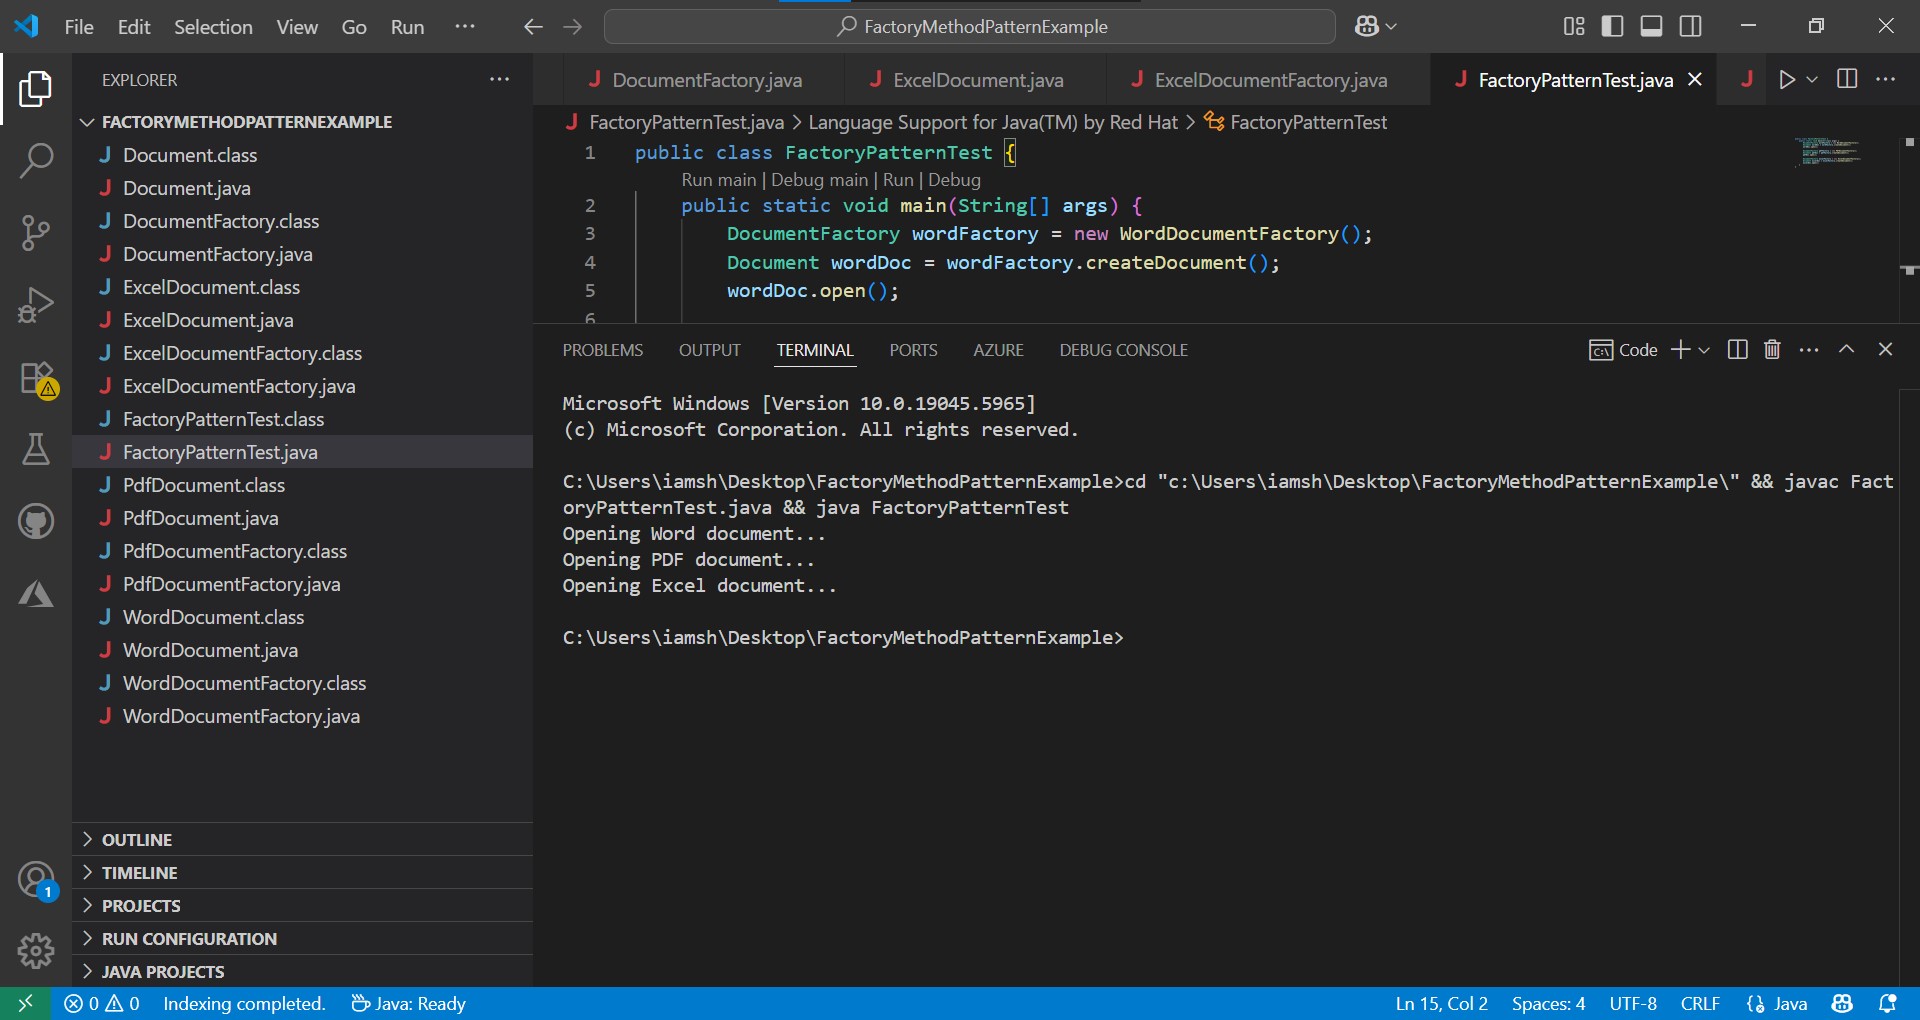 File Edit Selection View Go Run ··· FactoryMethodPatternExample
EXPLORER ···
FACTORYMETHODPATTERNEXAMPLE
J Document.class
J Document.java
J DocumentFactory.class
J DocumentFactory.java
J ExcelDocument.class
J ExcelDocument.java
J ExcelDocumentFactory.class
J ExcelDocumentFactory.java
J FactoryPatternTest.class
J FactoryPatternTest.java
J PdfDocument.class
J PdfDocument.java
J PdfDocumentFactory.class
J PdfDocumentFactory.java
J WordDocument.class
J WordDocument.java
J WordDocumentFactory.class
J WordDocumentFactory.java
OUTLINE
TIMELINE
PROJECTS
RUN CONFIGURATION
JAVA PROJECTS
1
J DocumentFactory.java J ExcelDocument.java J ExcelDocumentFactory.java J FactoryPatternTest.java J
J FactoryPatternTest.java > Language Support for Java(TM) by Red Hat > FactoryPatternTest
1 public class FactoryPatternTest {
Run main | Debug main | Run | Debug
2 public static void main(String[] args) {
3 DocumentFactory wordFactory = new WordDocumentFactory();
4 Document wordDoc = wordFactory.createDocument();
5 wordDoc.open();
6
PROBLEMS OUTPUT TERMINAL PORTS AZURE DEBUG CONSOLE Code
Microsoft Windows [Version 10.0.19045.5965]
(c) Microsoft Corporation. All rights reserved.
C:\Users\iamsh\Desktop\FactoryMethodPatternExample>cd "c:\Users\iamsh\Desktop\FactoryMethodPatternExample\" && javac Fact
oryPatternTest.java && java FactoryPatternTest
Opening Word document...
Opening PDF document...
Opening Excel document...
C:\Users\iamsh\Desktop\FactoryMethodPatternExample>
0 0 Indexing completed. Java: Ready Ln 15, Col 2 Spaces: 4 UTF-8 CRLF Java